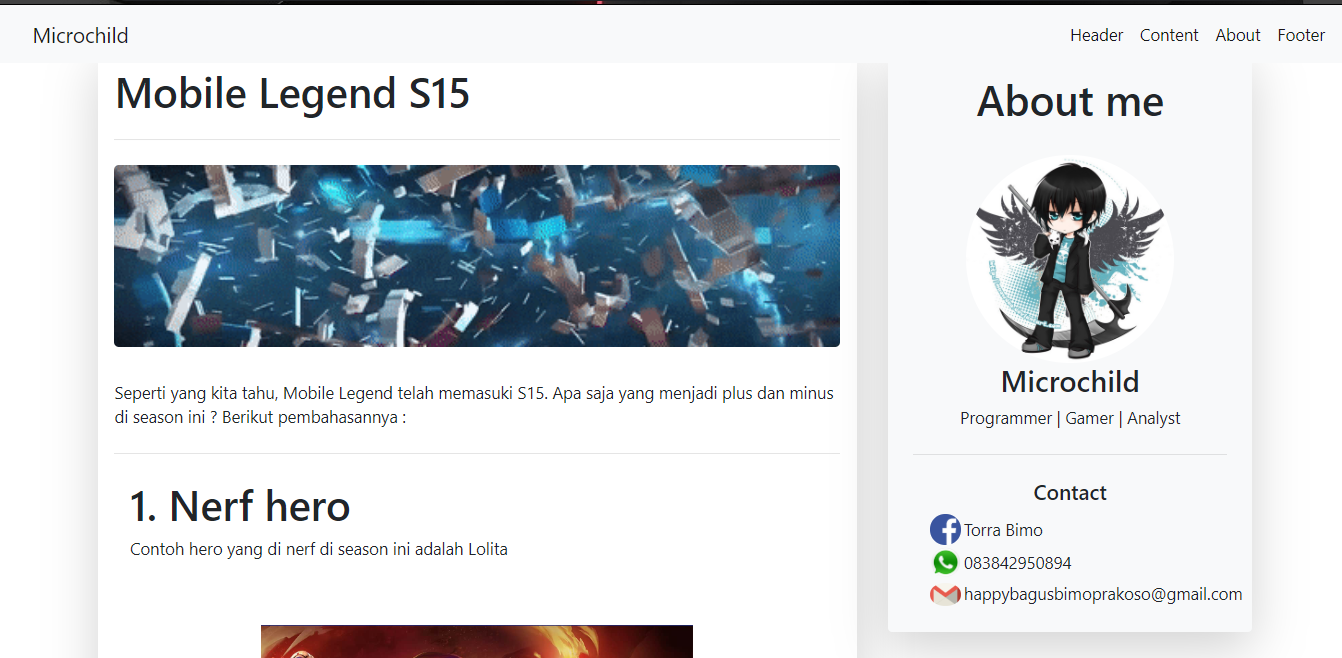 Microchild
Header Content About Footer
Mobile Legend S15
Seperti yang kita tahu, Mobile Legend telah memasuki S15. Apa saja yang menjadi plus dan minus
di season ini ? Berikut pembahasannya :
1. Nerf hero
Contoh hero yang di nerf di season ini adalah Lolita
About me
Microchild
Programmer | Gamer | Analyst
Contact
Torra Bimo
083842950894
happybagusbimoprakoso@gmail.com